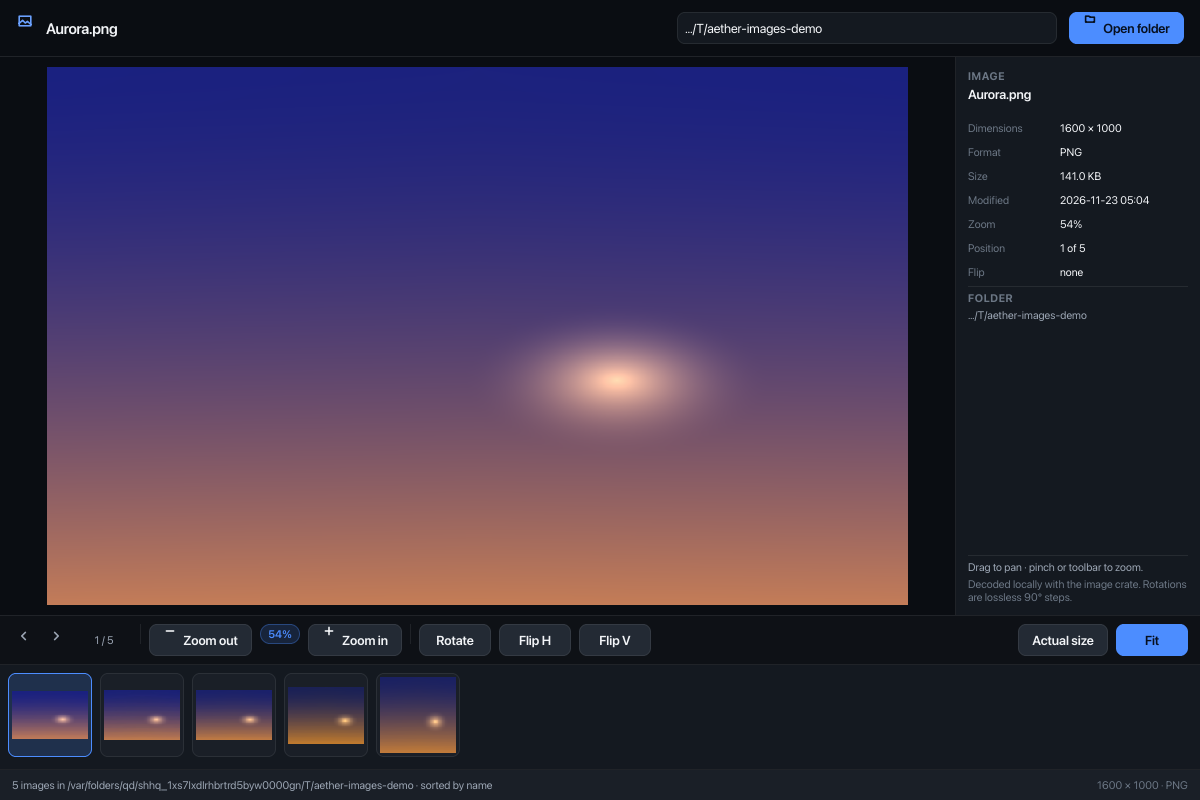 Aurora.png
.../T/aether-images-demo
Open folder
IMAGE
Aurora.png
Dimensions 1600 × 1000
Format PNG
Size 141.0 KB
Modified 2026-11-23 05:04
Zoom 54%
Position 1 of 5
Flip none
FOLDER
.../T/aether-images-demo
Drag to pan · pinch or toolbar to zoom.
Decoded locally with the image crate. Rotations
are lossless 90° steps.
1 / 5
Zoom out
54%
Zoom in
Rotate
Flip H
Flip V
Actual size
Fit
5 images in /var/folders/qd/shhq_1xs7lxdlrhbrtrd5byw0000gn/T/aether-images-demo · sorted by name
1600 × 1000 · PNG